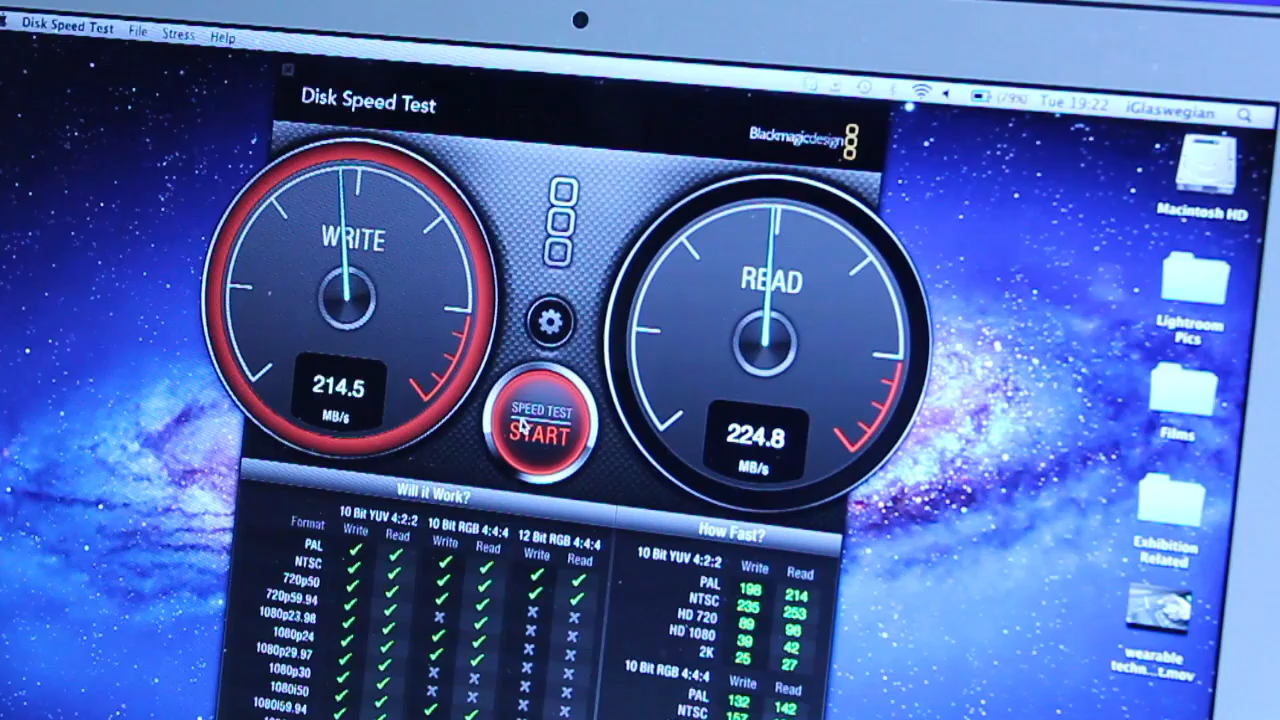 Disk Speed Test File Stress Help
(79%) Tue 19:22 iGlaswegian
Disk Speed Test
Blackmagicdesign
WRITE
214.5
MB/s
READ
224.8
MB/s
SPEED TEST
START
Macintosh HD
Lightroom
Pics
Films
Exhibition
Related
wearable
techn...t.mov
Will it Work?
10 Bit YUV 4:2:2 10 Bit RGB 4:4:4 12 Bit RGB 4:4:4
Format Write Read Write Read Write Read
PAL
NTSC
720p50
720p59.94
1080p23.98
1080p24
1080p29.97
1080p30
1080i50
1080i59.94
How Fast?
10 Bit YUV 4:2:2 Write Read
PAL 198 214
NTSC 235 253
HD 720 89 96
HD 1080 39 42
2K 25 27
10 Bit RGB 4:4:4 Write Read
PAL 132 142
NTSC 157